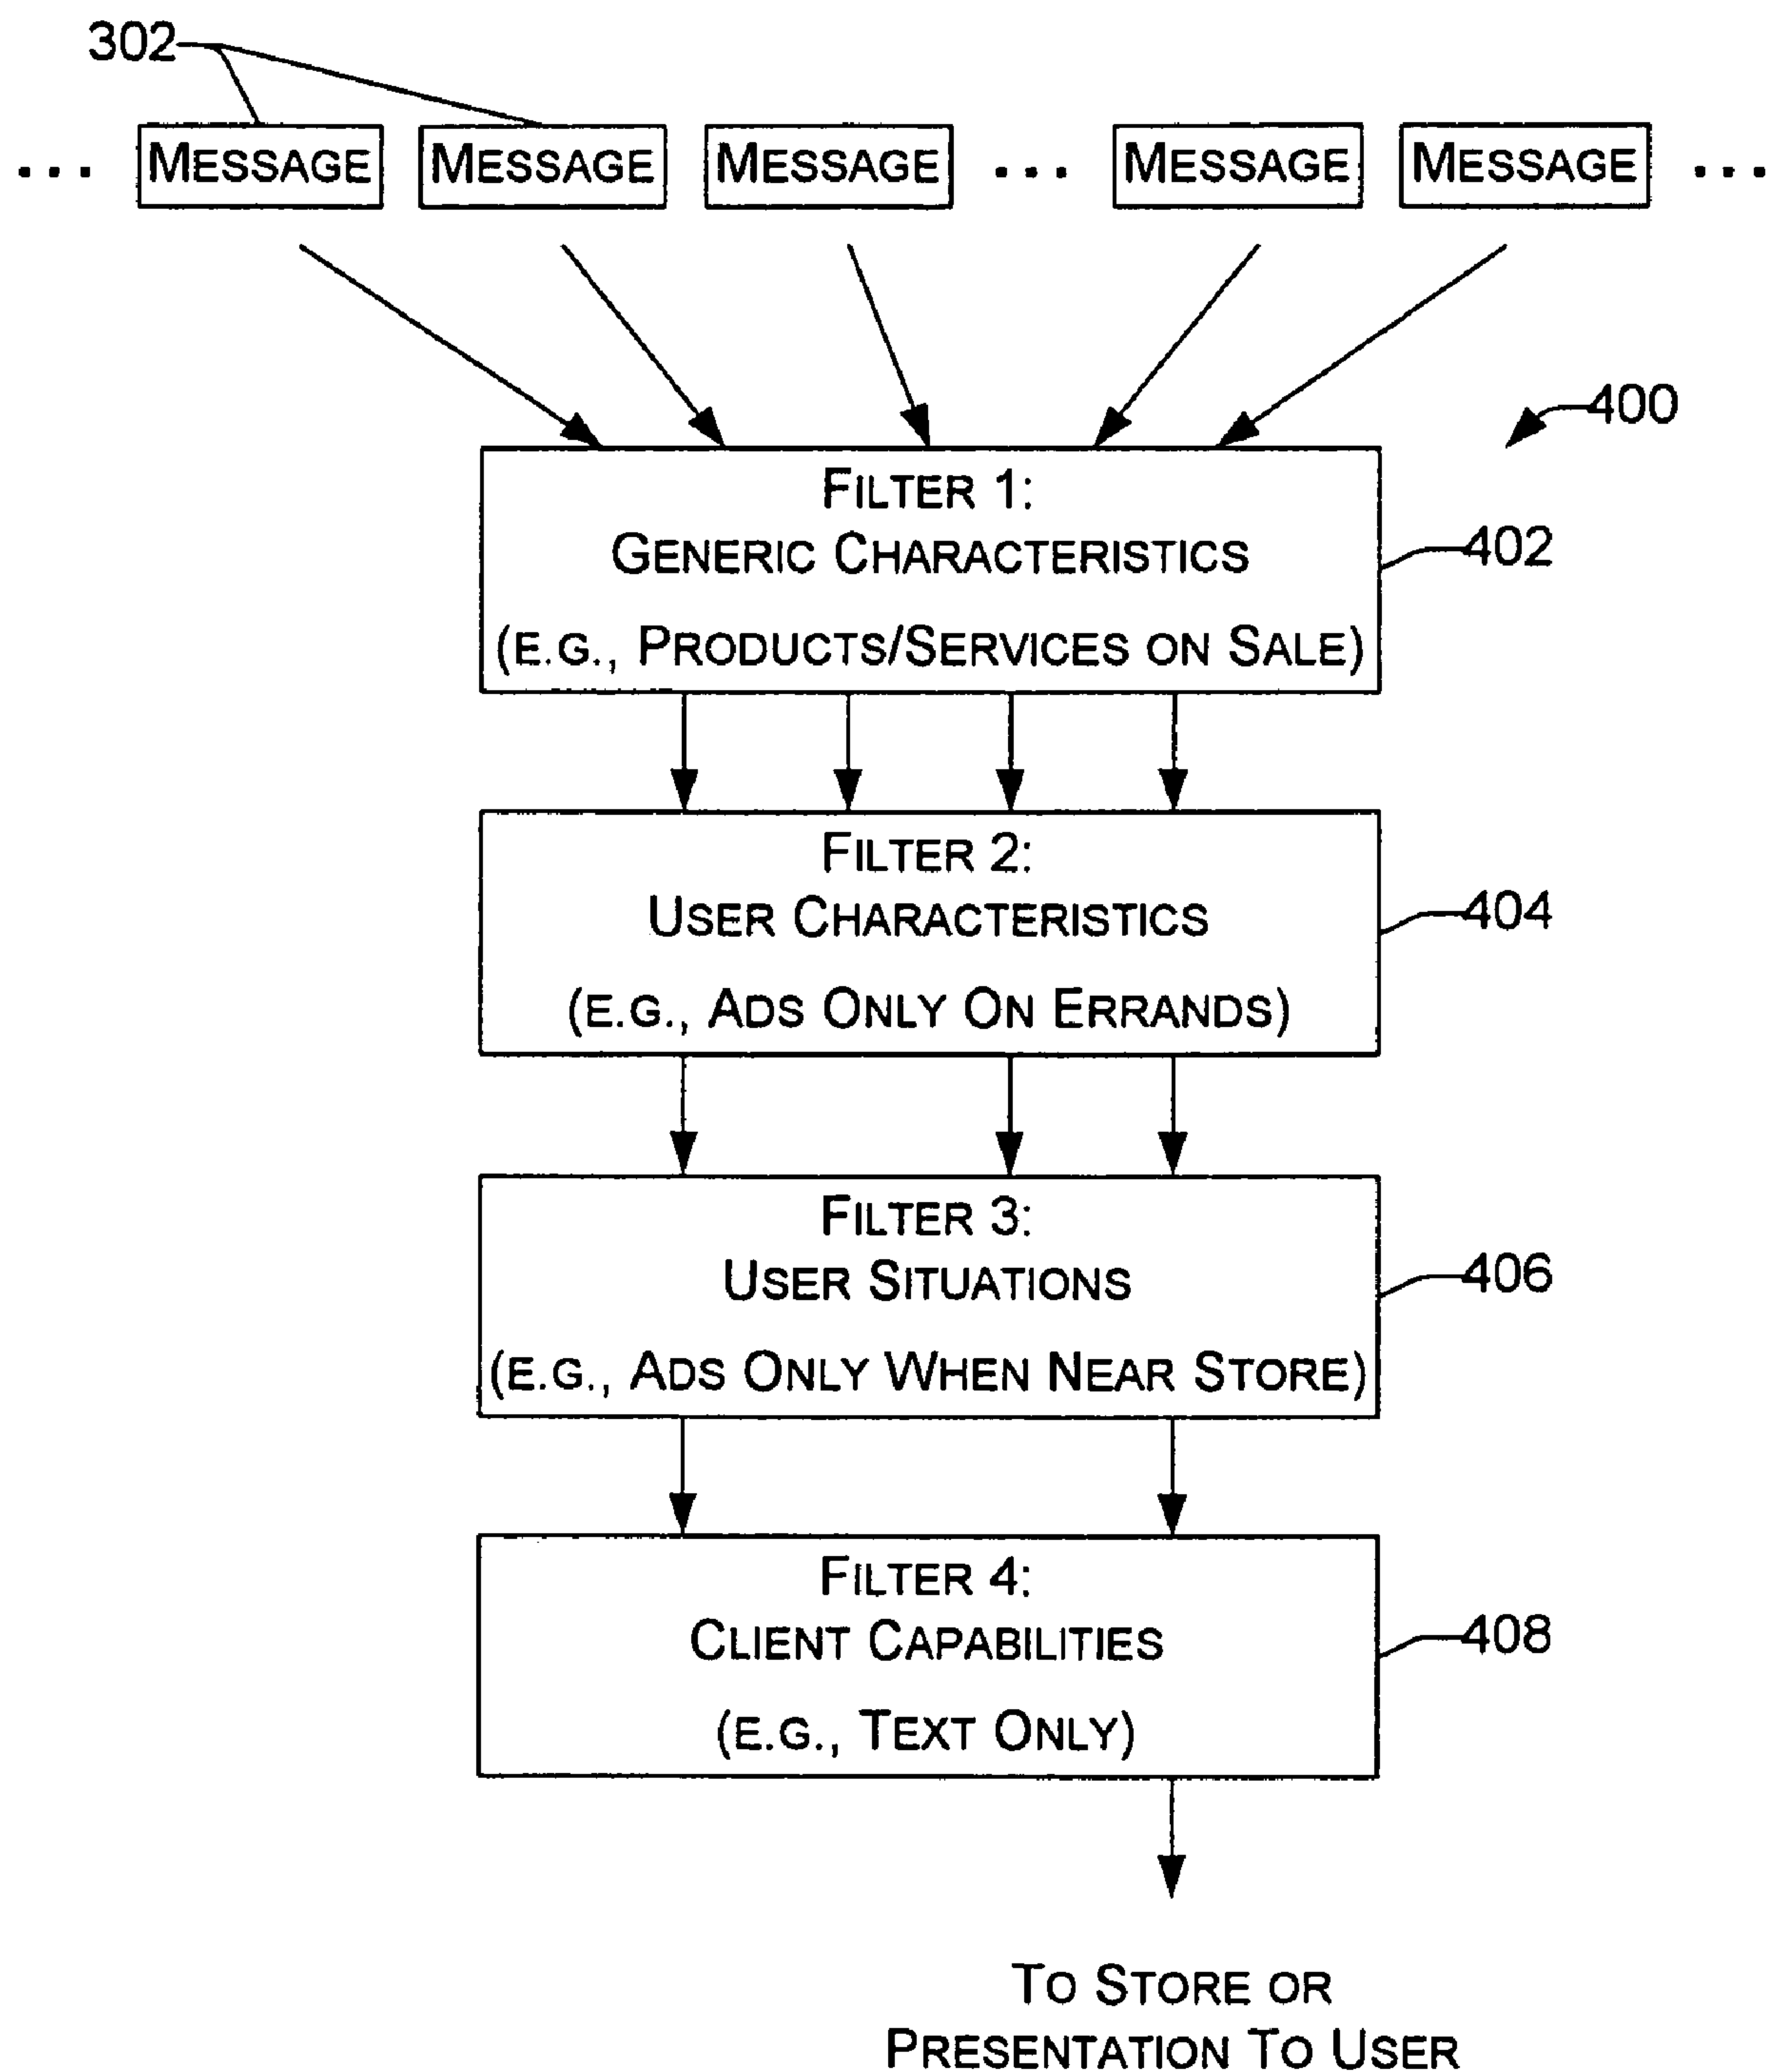 302
... MESSAGE MESSAGE MESSAGE ... MESSAGE MESSAGE ...
400
FILTER 1:
GENERIC CHARACTERISTICS
402
(E.G., PRODUCTS/SERVICES ON SALE)
FILTER 2:
USER CHARACTERISTICS
404
(E.G., ADS ONLY ON ERRANDS)
FILTER 3:
USER SITUATIONS
406
(E.G., ADS ONLY WHEN NEAR STORE)
FILTER 4:
CLIENT CAPABILITIES
408
(E.G., TEXT ONLY)
TO STORE OR
PRESENTATION TO USER